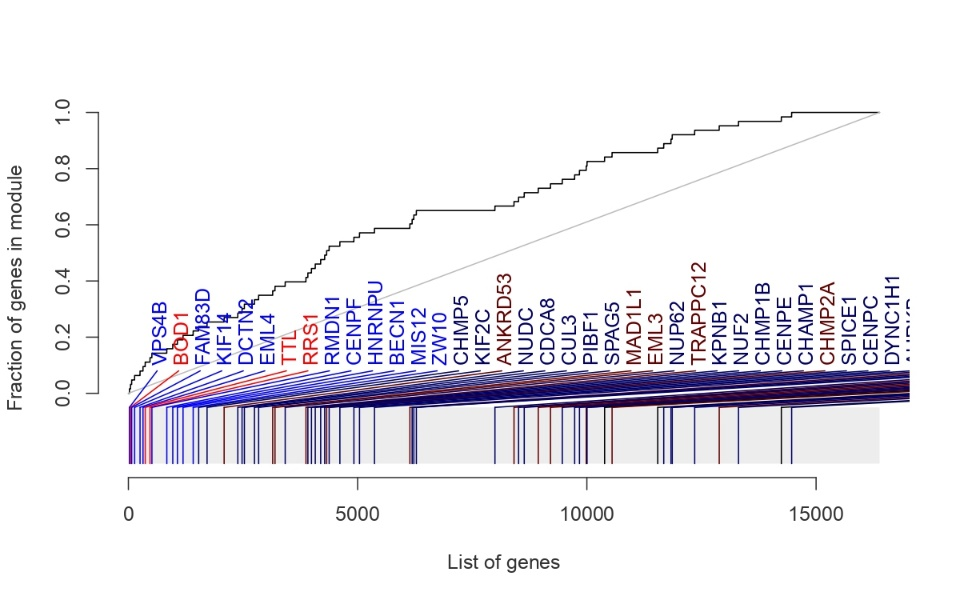 Fraction of genes in module
1.0
0.8
0.6
0.4
0.2
0.0
VPS4B
BOD1
FAM83D
KIF14
DCTN2
EML4
TTL
RRS1
RMDN1
CENPF
HNRNPU
BECN1
MIS12
ZW10
CHMP5
KIF2C
ANKRD53
NUDC
CDCA8
CUL3
PIBF1
SPAG5
MAD1L1
EML3
NUP62
TRAPPC12
KPNB1
NUF2
CHMP1B
CENPE
CHAMP1
CHMP2A
SPICE1
CENPC
DYNC1H1
0
5000
10000
15000
List of genes